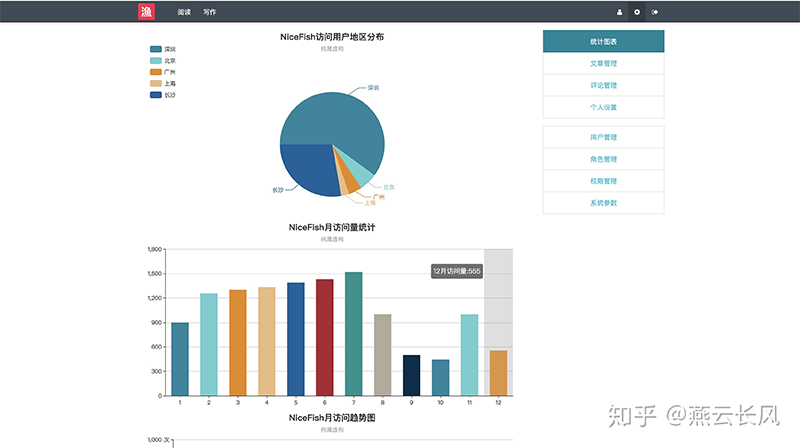 漁 阅读 写作
NiceFish访问用户地区分布
纯属虚构
深圳
北京
广州
上海
长沙
深圳
北京
广州
上海
长沙
NiceFish月访问量统计
纯属虚构
1,800
1,500
1,200
900
600
300
0
12月访问量:555
1 2 3 4 5 6 7 8 9 10 11 12
NiceFish月访问趋势图
纯属虚构
1,000 次
统计图表
文章管理
评论管理
个人设置
用户管理
角色管理
权限管理
系统参数
知乎 @燕云长风